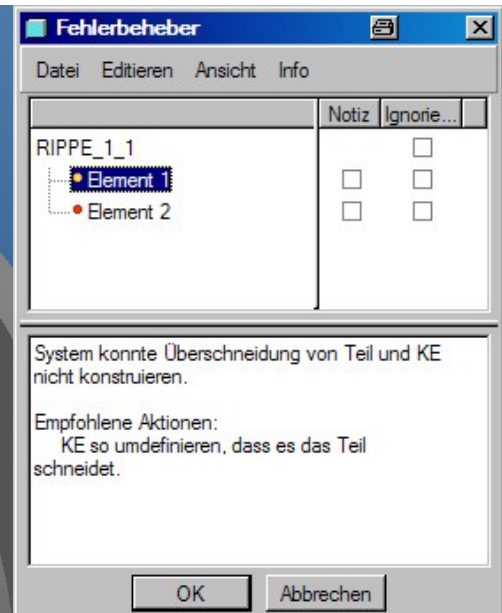 Fehlerbeheber
Datei Editieren Ansicht Info
Notiz Ignorie...
RIPPE_1_1
Element 1
Element 2
System konnte Überschneidung von Teil und KE
nicht konstruieren.
Empfohlene Aktionen:
KE so umdefinieren, dass es das Teil
schneidet.
OK Abbrechen